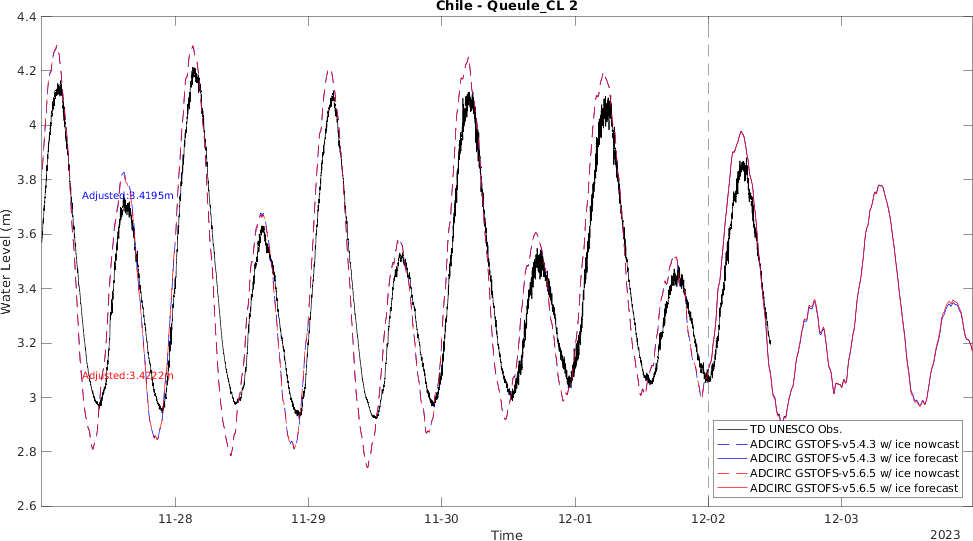 Chile - Queule_CL 2
4.4
4.2
4
3.8
3.6
3.4
3.2
3
2.8
2.6
Water Level (m)
Adjusted:3.4195m
Adjusted:3.4222m
TD UNESCO Obs.
ADCIRC GSTOFS-v5.4.3 w/ ice nowcast
ADCIRC GSTOFS-v5.4.3 w/ ice forecast
ADCIRC GSTOFS-v5.6.5 w/ ice nowcast
ADCIRC GSTOFS-v5.6.5 w/ ice forecast
11-28
11-29
11-30
12-01
12-02
12-03
Time
2023